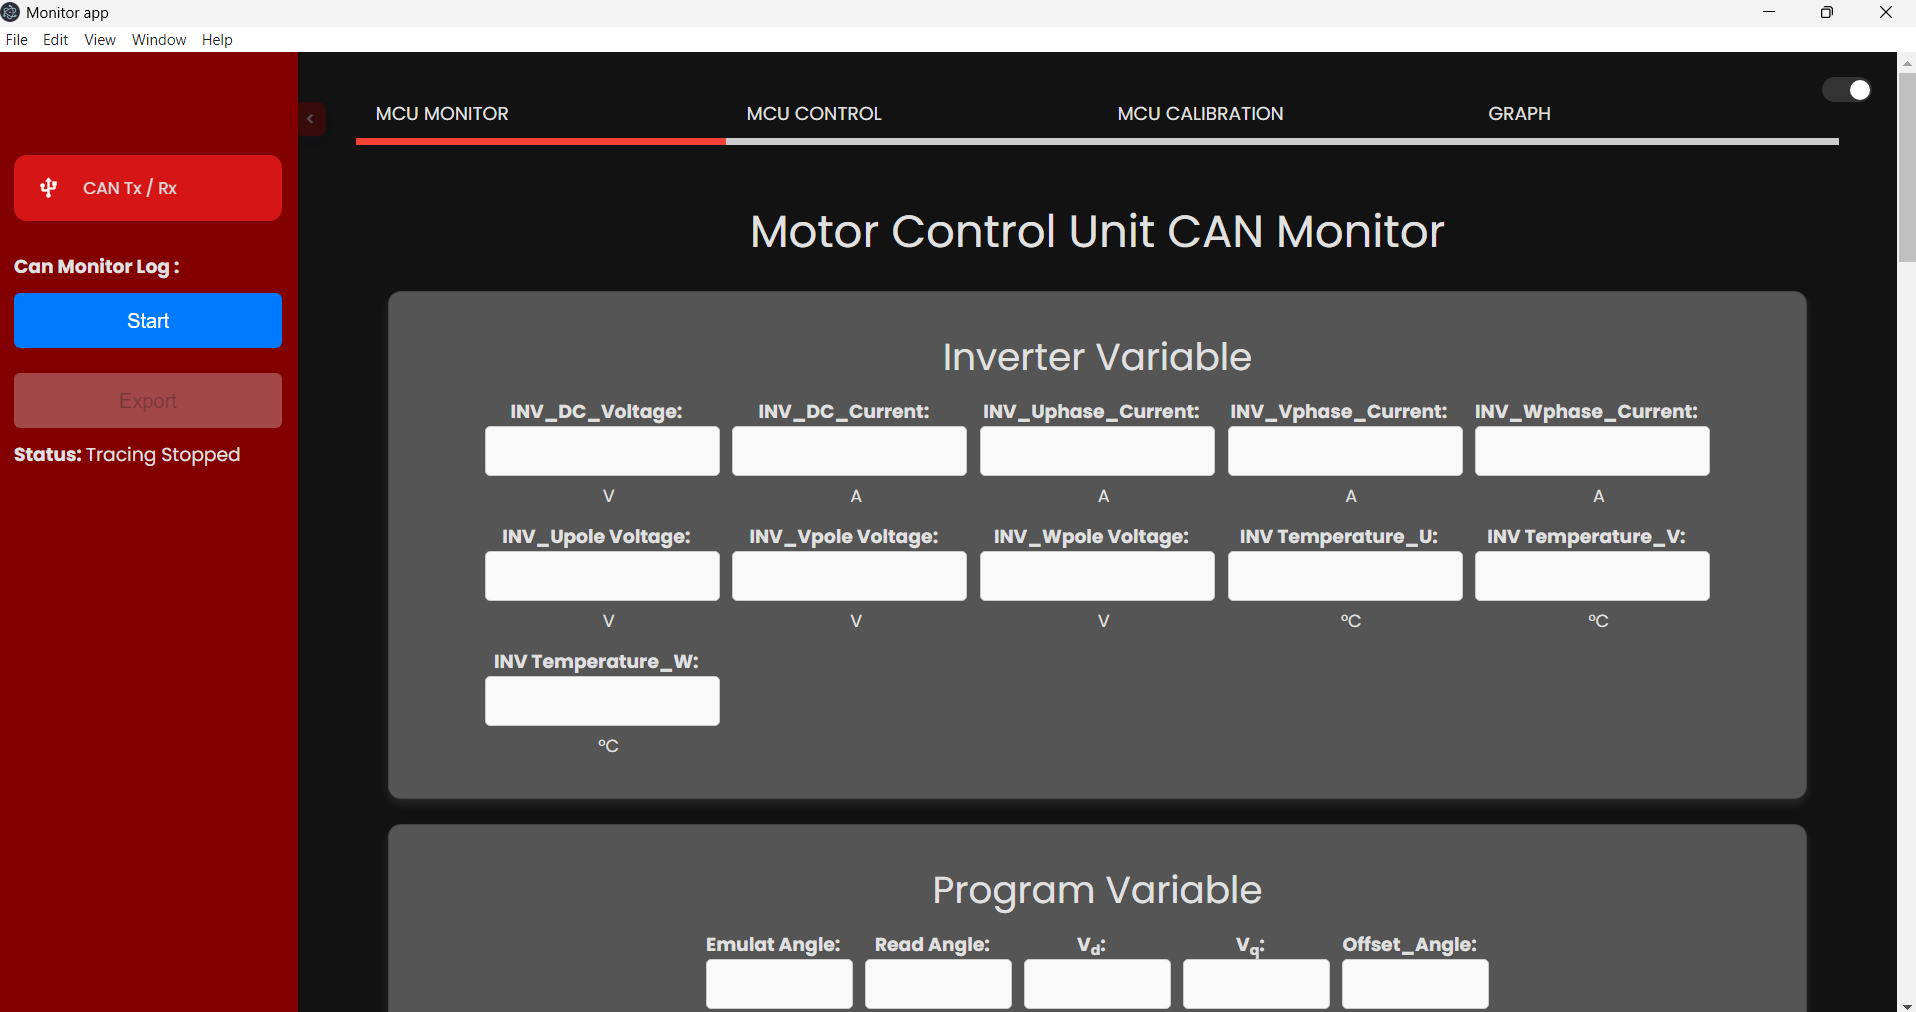 Monitor app
File Edit View Window Help
MCU MONITOR MCU CONTROL MCU CALIBRATION GRAPH
CAN Tx / Rx
Can Monitor Log :
Start
Export
Status: Tracing Stopped
Motor Control Unit CAN Monitor
Inverter Variable
INV_DC_Voltage: INV_DC_Current: INV_Uphase_Current: INV_Vphase_Current: INV_Wphase_Current:
V A A A A
INV_Upole Voltage: INV_Vpole Voltage: INV_Wpole Voltage: INV Temperature_U: INV Temperature_V:
V V V °C °C
INV Temperature_W:
°C
Program Variable
Emulat Angle: Read Angle: Vd: Vq: Offset_Angle: